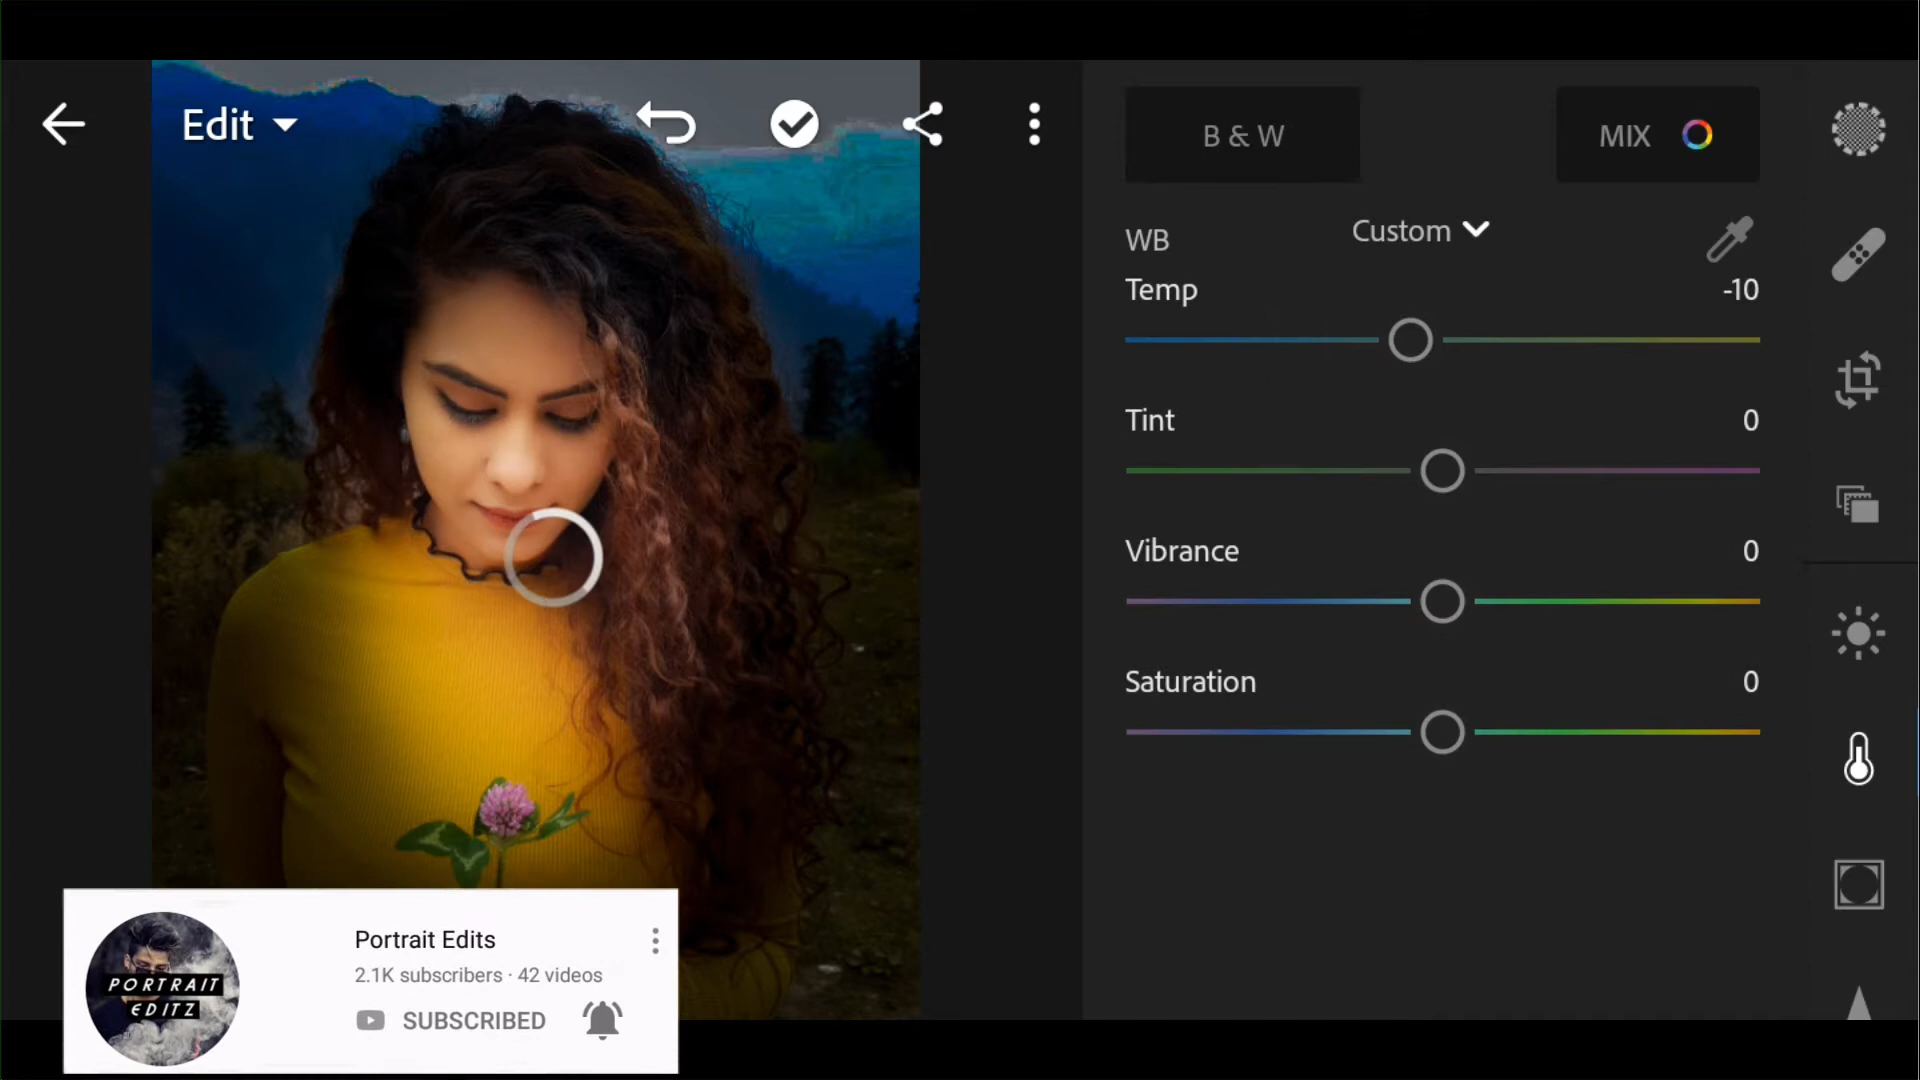 Edit
B & W
MIX
WB
Custom
Temp
-10
Tint
0
Vibrance
0
Saturation
0
PORTRAIT
EDITZ
Portrait Edits
2.1K subscribers · 42 videos
SUBSCRIBED